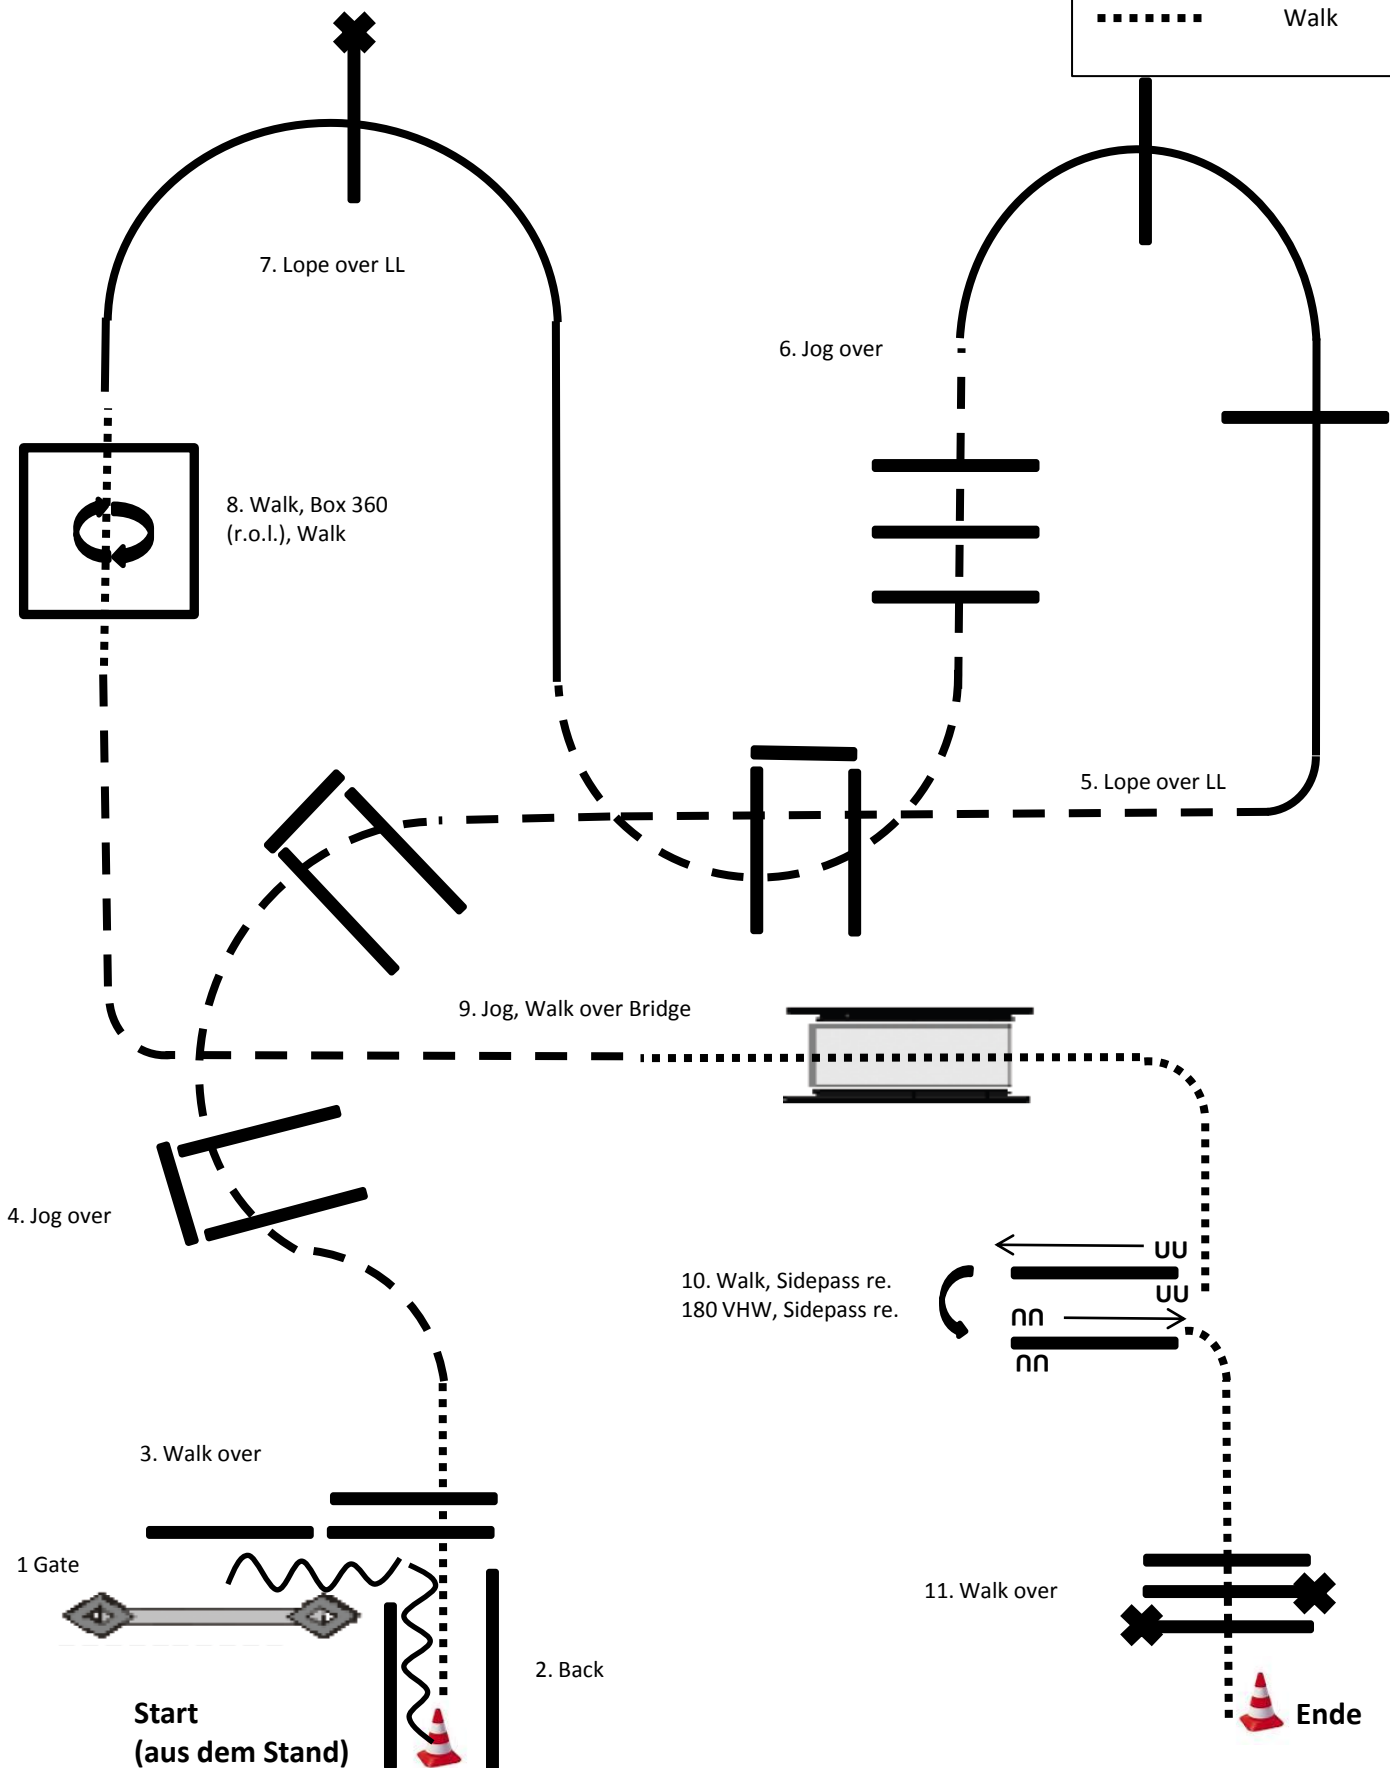 Walk
7. Lope over LL
6. Jog over
8. Walk, Box 360
(r.o.l.), Walk
5. Lope over LL
9. Jog, Walk over Bridge
4. Jog over
10. Walk, Sidepass re.
180 VHW, Sidepass re.
3. Walk over
1 Gate
11. Walk over
2. Back
Start
(aus dem Stand)
Ende